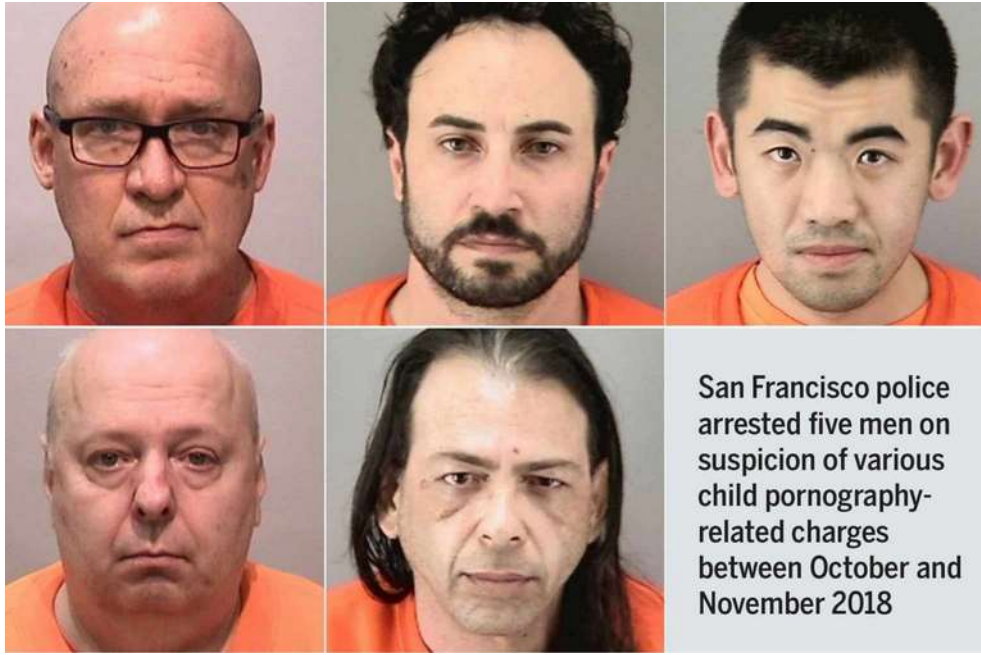 San Francisco police
arrested five men on
suspicion of various
child pornography-
related charges
between October and
November 2018